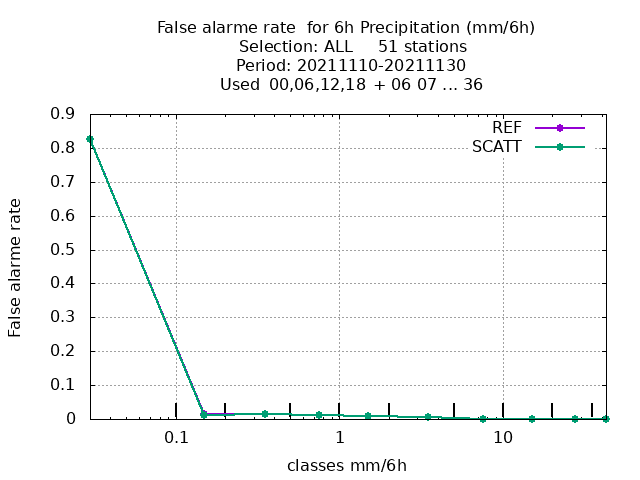 False alarme rate  for 6h Precipitation (mm/6h)
Selection: ALL     51 stations
Period: 20211110-20211130
Used  00,06,12,18  + 06 07 ... 36
REF
SCATT
0.9
0.8
0.7
0.6
0.5
0.4
0.3
0.2
0.1
0
False alarme rate
0.1 1 10
classes mm/6h